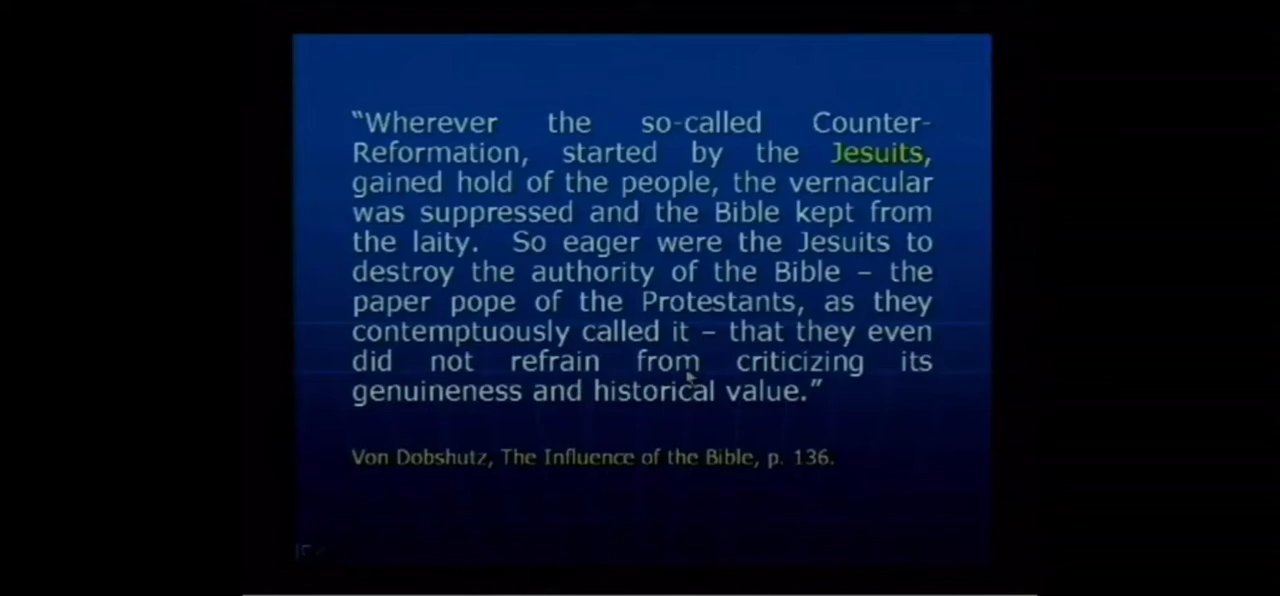 “Wherever the so-called Counter-
Reformation, started by the Jesuits,
gained hold of the people, the vernacular
was suppressed and the Bible kept from
the laity. So eager were the Jesuits to
destroy the authority of the Bible – the
paper pope of the Protestants, as they
contemptuously called it – that they even
did not refrain from criticizing its
genuineness and historical value.”
Von Dobshutz, The Influence of the Bible, p. 136.